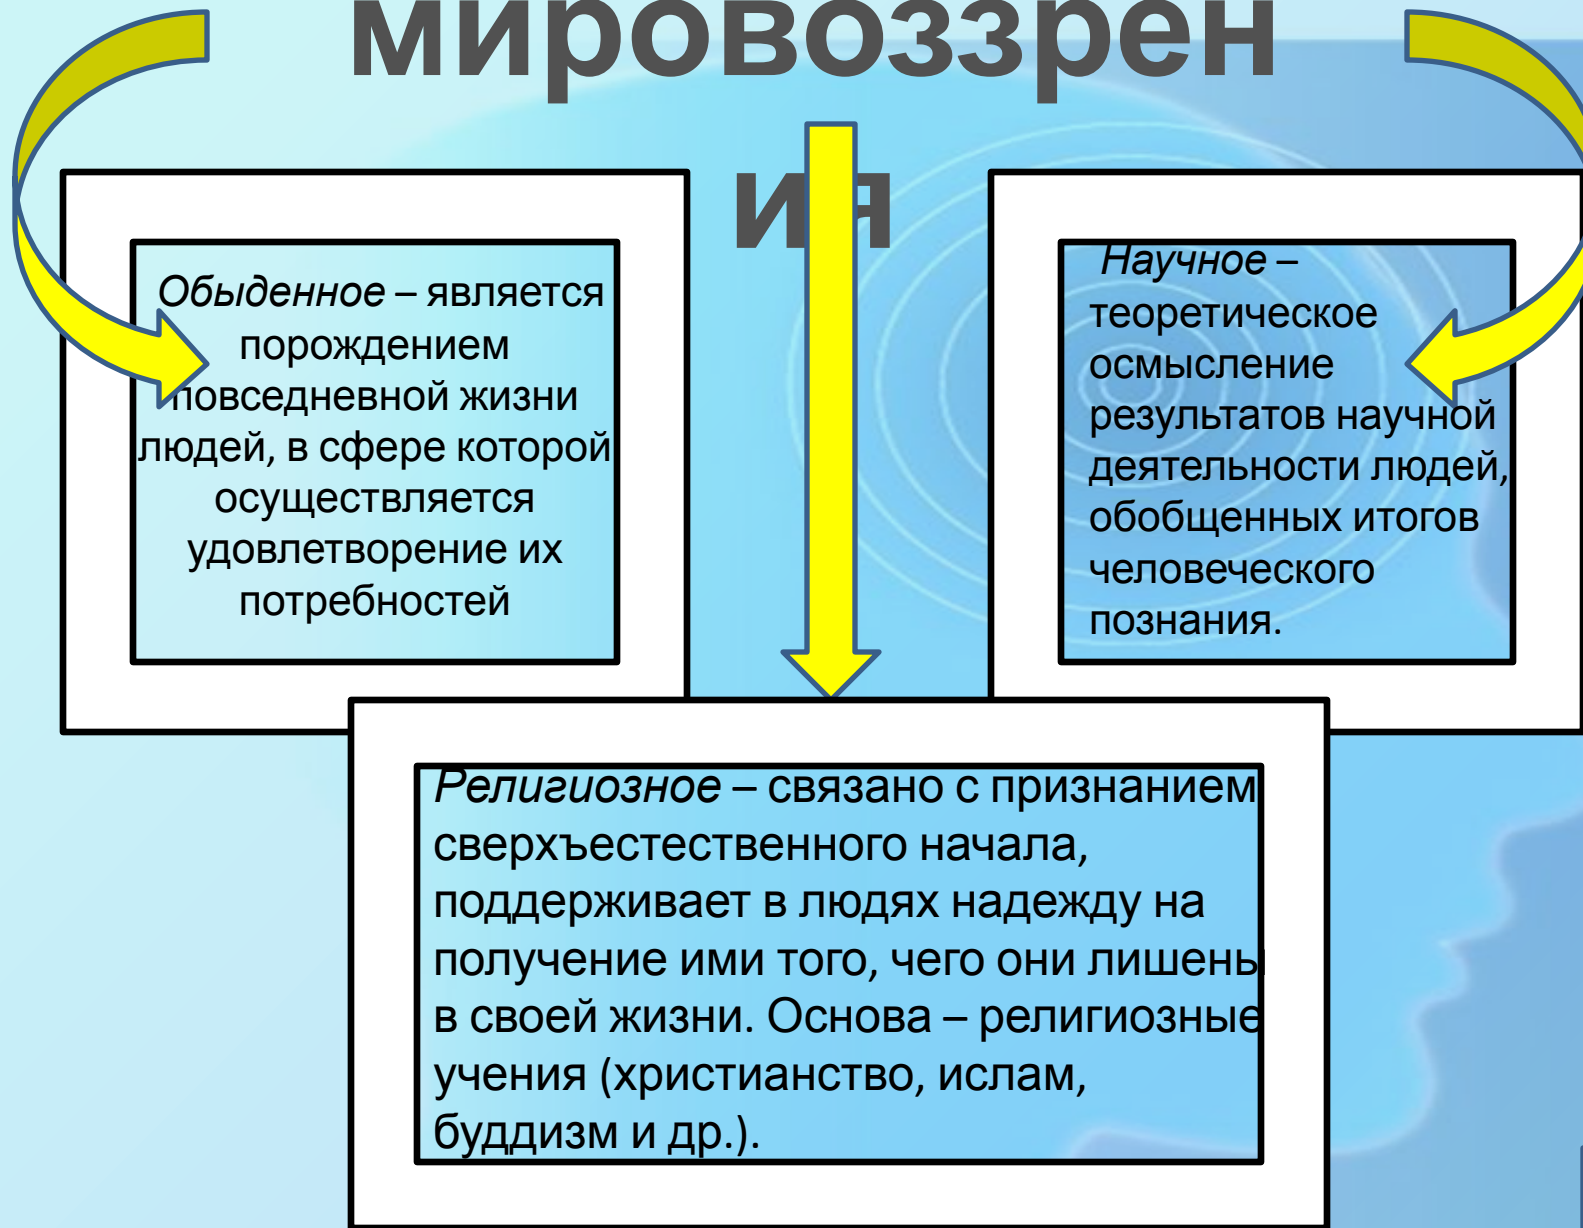 мировоззрен
ия
Обыденное – является
порождением
повседневной жизни
людей, в сфере которой
осуществляется
удовлетворение их
потребностей
Научное –
теоретическое
осмысление
результатов научной
деятельности людей,
обобщенных итогов
человеческого
познания.
Религиозное – связано с признанием
сверхъестественного начала,
поддерживает в людях надежду на
получение ими того, чего они лишены
в своей жизни. Основа – религиозные
учения (христианство, ислам,
буддизм и др.).